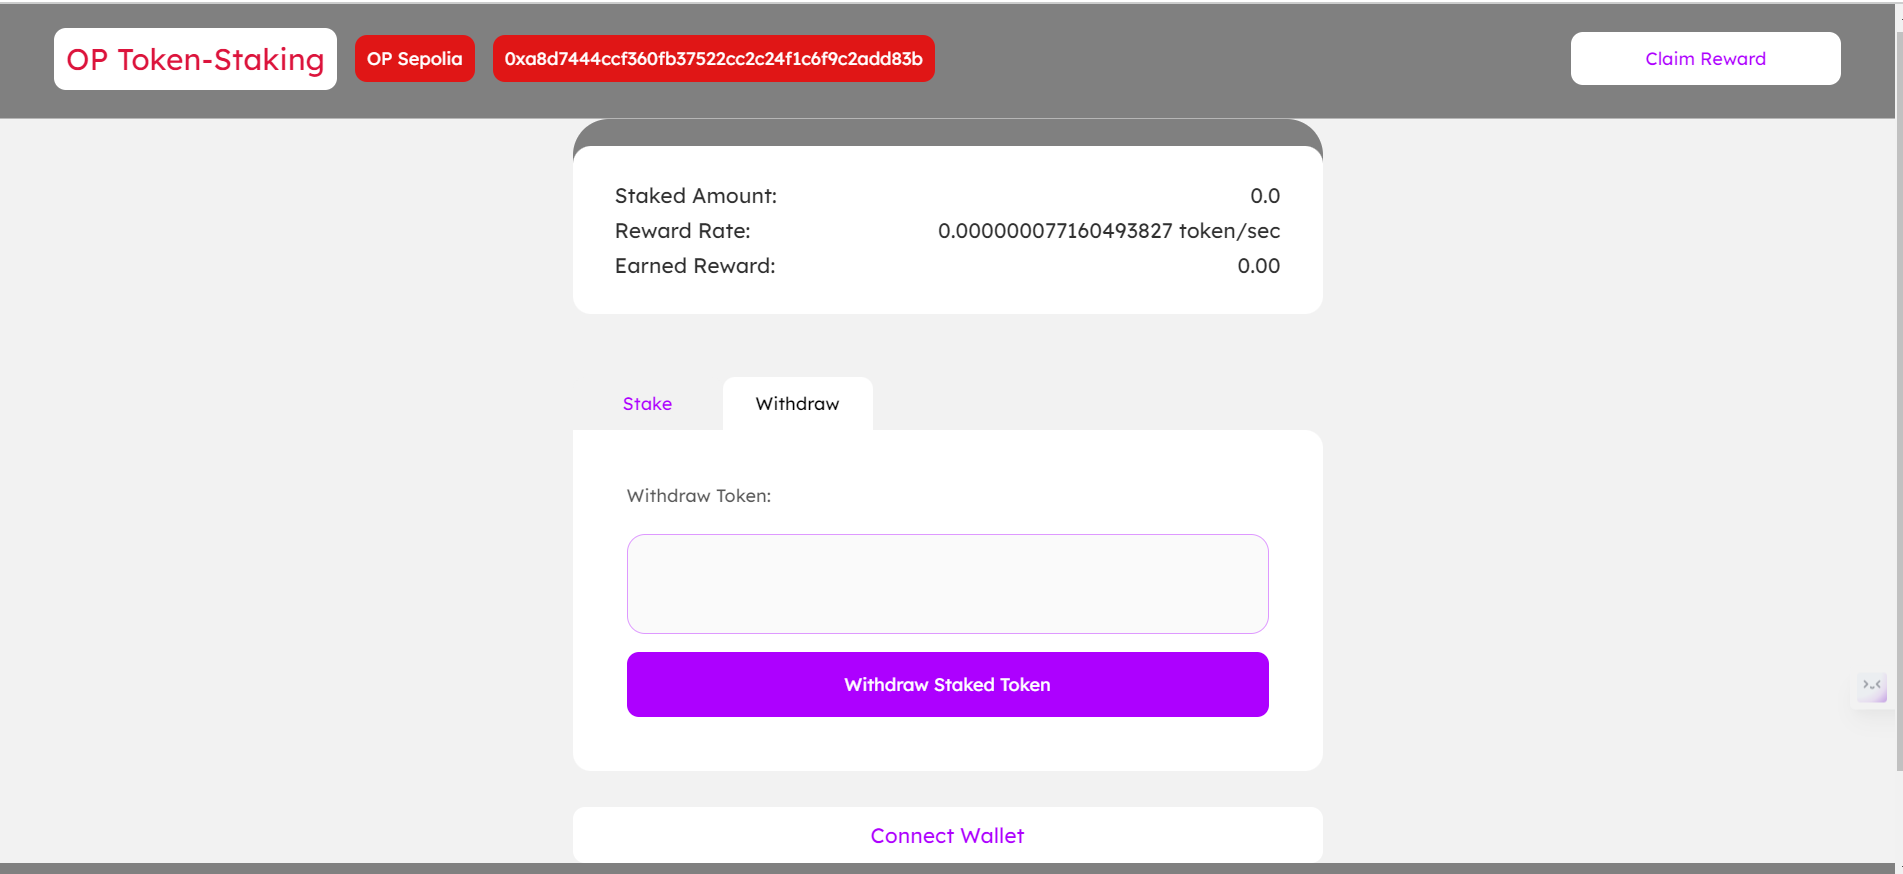 OP Token-Staking
OP Sepolia
0xa8d7444ccf360fb37522cc2c24f1c6f9c2add83b
Claim Reward
Staked Amount: 0.0
Reward Rate: 0.000000077160493827 token/sec
Earned Reward: 0.00
Stake
Withdraw
Withdraw Token:
Withdraw Staked Token
Connect Wallet